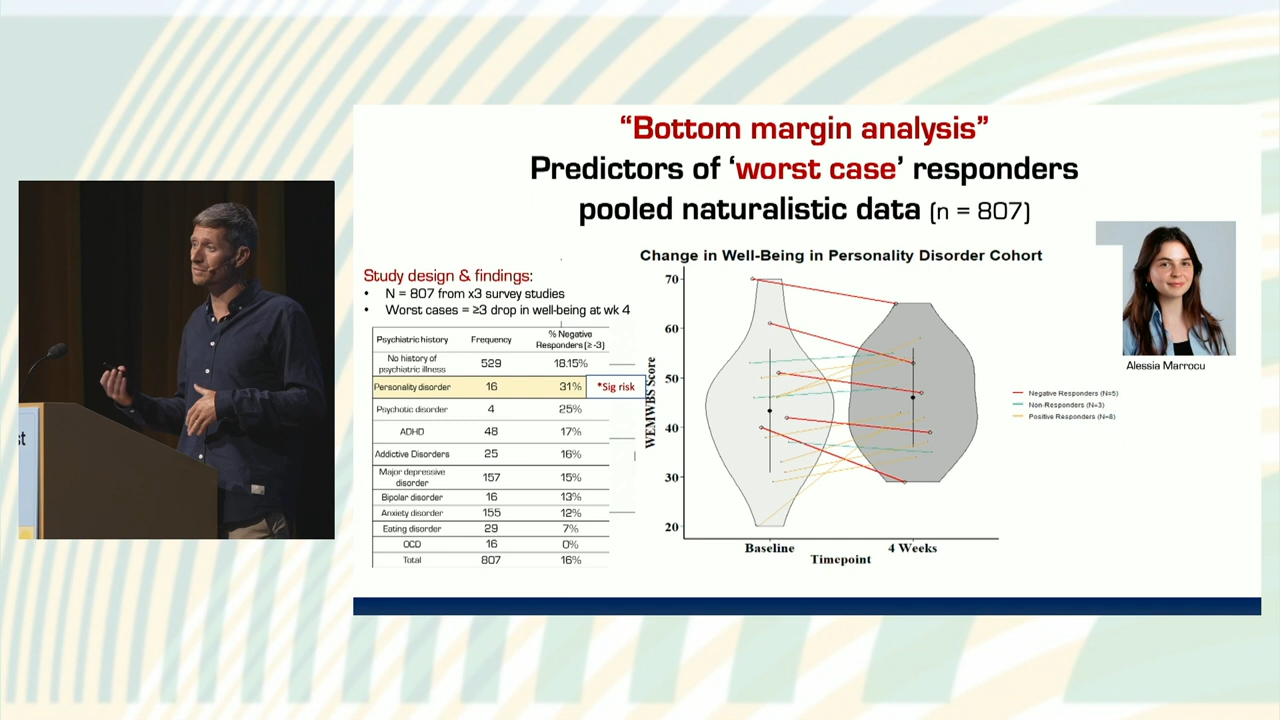 “Bottom margin analysis”
Predictors of ‘worst case’ responders
pooled naturalistic data (n = 807)
Study design & findings:
• N = 807 from x3 survey studies
• Worst cases = ≥3 drop in well-being at wk 4
Psychiatric history Frequency % Negative Responders (≥ -3)
No history of psychiatric illness 529 18.15%
Personality disorder 16 31% *Sig risk
Psychotic disorder 4 25%
ADHD 48 17%
Addictive Disorders 25 16%
Major depressive disorder 157 15%
Bipolar disorder 16 13%
Anxiety disorder 155 12%
Eating disorder 29 7%
OCD 16 0%
Total 807 16%
Change in Well-Being in Personality Disorder Cohort
WEMWBS Score
70
60
50
40
30
20
Baseline
4 Weeks
Timepoint
Negative Responders (N=5)
Non-Responders (N=3)
Positive Responders (N=8)
Alessia Marrocu
st